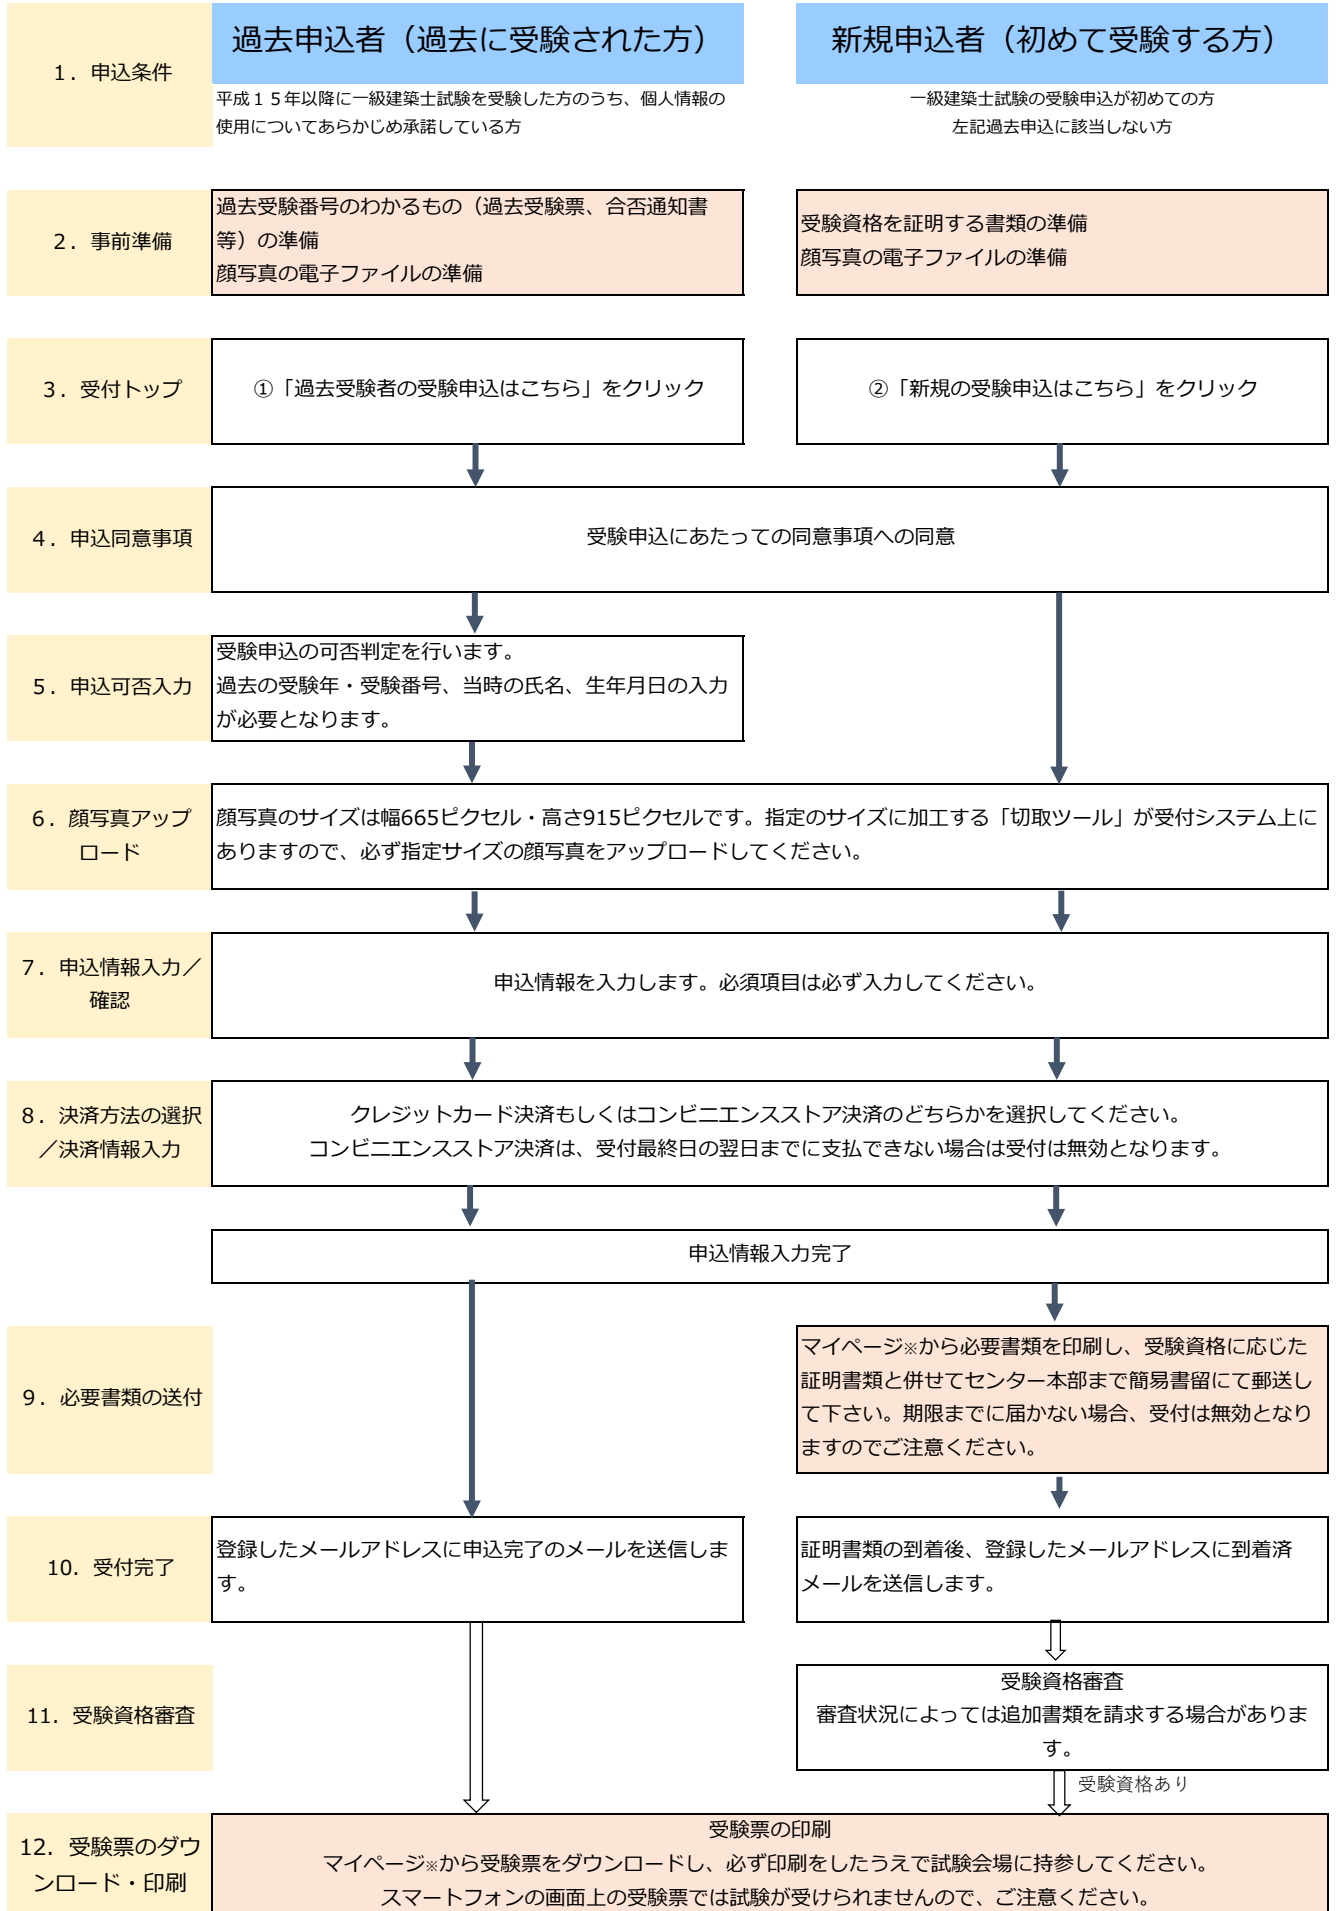 1．申込条件
過去申込者（過去に受験された方）
新規申込者（初めて受験する方）
平成１５年以降に一級建築士試験を受験した方のうち、個人情報の
使用についてあらかじめ承諾している方
一級建築士試験の受験申込が初めての方
左記過去申込に該当しない方
2．事前準備
過去受験番号のわかるもの（過去受験票、合否通知書
等）の準備
顔写真の電子ファイルの準備
受験資格を証明する書類の準備
顔写真の電子ファイルの準備
3．受付トップ
①「過去受験者の受験申込はこちら」をクリック
②「新規の受験申込はこちら」をクリック
4．申込同意事項
受験申込にあたっての同意事項への同意
5．申込可否入力
受験申込の可否判定を行います。
過去の受験年・受験番号、当時の氏名、生年月日の入力
が必要となります。
6．顔写真アップ
ロード
顔写真のサイズは幅665ピクセル・高さ915ピクセルです。指定のサイズに加工する「切取ツール」が受付システム上に
ありますので、必ず指定サイズの顔写真をアップロードしてください。
7．申込情報入力／
確認
申込情報を入力します。必須項目は必ず入力してください。
8．決済方法の選択
／決済情報入力
クレジットカード決済もしくはコンビニエンスストア決済のどちらかを選択してください。
コンビニエンスストア決済は、受付最終日の翌日までに支払できない場合は受付は無効となります。
申込情報入力完了
9．必要書類の送付
マイページ※から必要書類を印刷し、受験資格に応じた
証明書類と併せてセンター本部まで簡易書留にて郵送し
て下さい。期限までに届かない場合、受付は無効となり
ますのでご注意ください。
10．受付完了
登録したメールアドレスに申込完了のメールを送信しま
す。
証明書類の到着後、登録したメールアドレスに到着済
メールを送信します。
11．受験資格審査
受験資格審査
審査状況によっては追加書類を請求する場合がありま
す。
受験資格あり
12．受験票のダウ
ンロード・印刷
受験票の印刷
マイページ※から受験票をダウンロードし、必ず印刷をしたうえで試験会場に持参してください。
スマートフォンの画面上の受験票では試験が受けられませんので、ご注意ください。